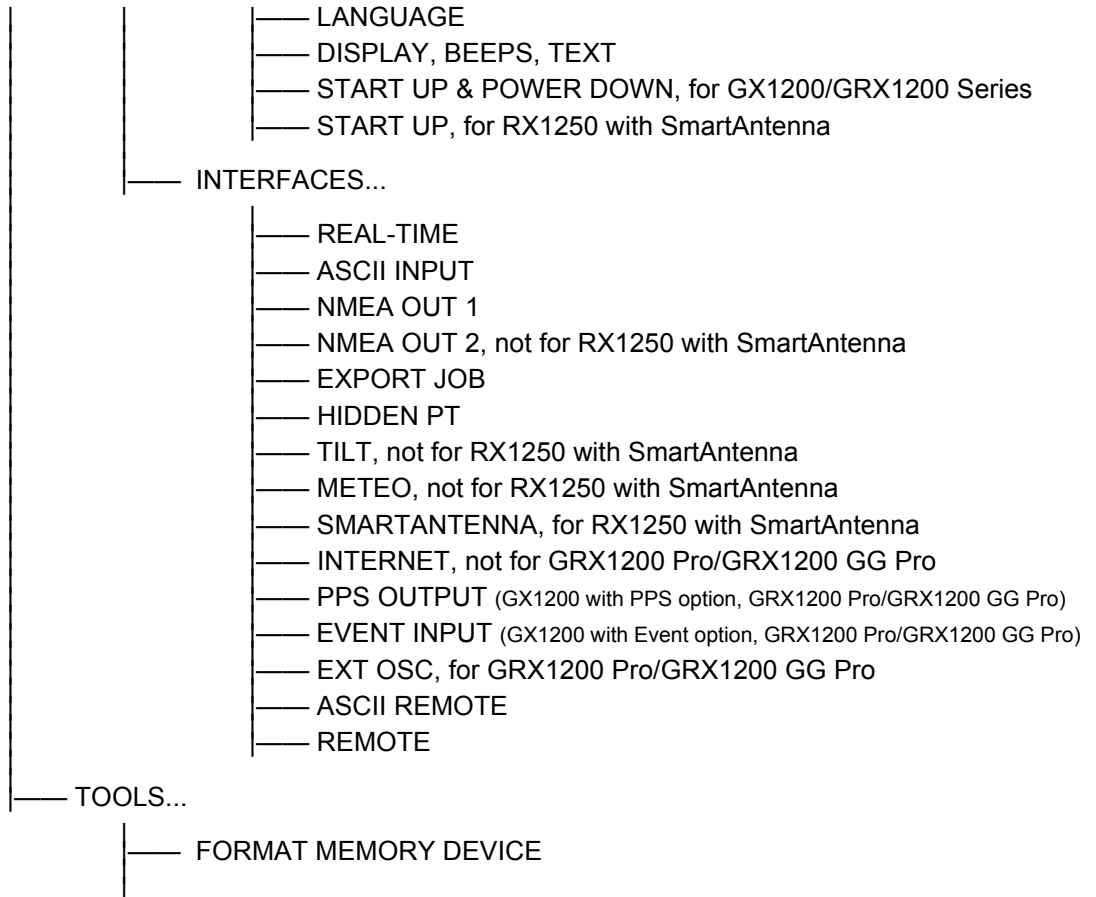 LANGUAGE
DISPLAY, BEEPS, TEXT
START UP & POWER DOWN, for GX1200/GRX1200 Series
START UP, for RX1250 with SmartAntenna
INTERFACES...
REAL-TIME
ASCII INPUT
NMEA OUT 1
NMEA OUT 2, not for RX1250 with SmartAntenna
EXPORT JOB
HIDDEN PT
TILT, not for RX1250 with SmartAntenna
METEO, not for RX1250 with SmartAntenna
SMARTANTENNA, for RX1250 with SmartAntenna
INTERNET, not for GRX1200 Pro/GRX1200 GG Pro
PPS OUTPUT (GX1200 with PPS option, GRX1200 Pro/GRX1200 GG Pro)
EVENT INPUT (GX1200 with Event option, GRX1200 Pro/GRX1200 GG Pro)
EXT OSC, for GRX1200 Pro/GRX1200 GG Pro
ASCII REMOTE
REMOTE
TOOLS...
FORMAT MEMORY DEVICE